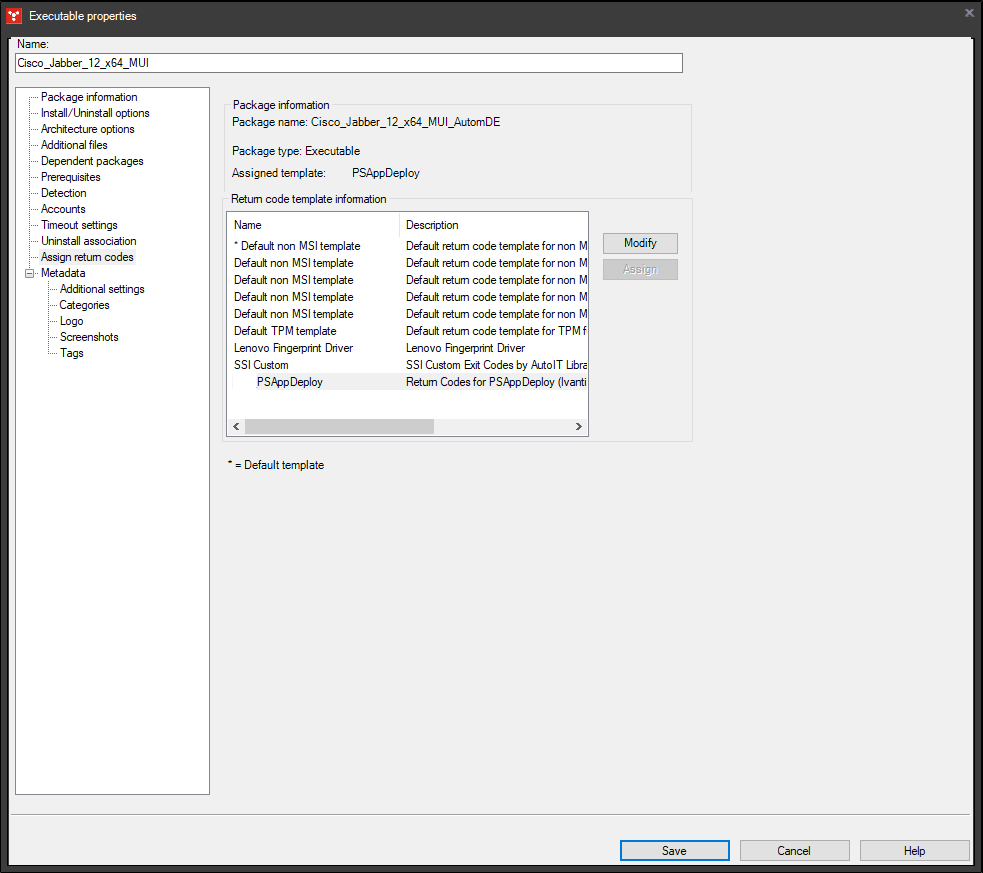 Executable properties
Name:
Cisco_Jabber_12_x64_MUI
Package information
Install/Uninstall options
Architecture options
Additional files
Dependent packages
Prerequisites
Detection
Accounts
Timeout settings
Uninstall association
Assign return codes
Metadata
Additional settings
Categories
Logo
Screenshots
Tags
Package information
Package name: Cisco_Jabber_12_x64_MUI_AutomDE
Package type: Executable
Assigned template: PSAppDeploy
Return code template information
Name Description
* Default non MSI template Default return code template for non M
Default non MSI template Default return code template for non M
Default non MSI template Default return code template for non M
Default non MSI template Default return code template for non M
Default non MSI template Default return code template for non M
Default TPM template Default return code template for TPM f
Lenovo Fingerprint Driver Lenovo Fingerprint Driver
SSI Custom SSI Custom Exit Codes by AutoIT Libra
PSAppDeploy Return Codes for PSAppDeploy (Ivanti
Modify
Assign
* = Default template
Save Cancel Help